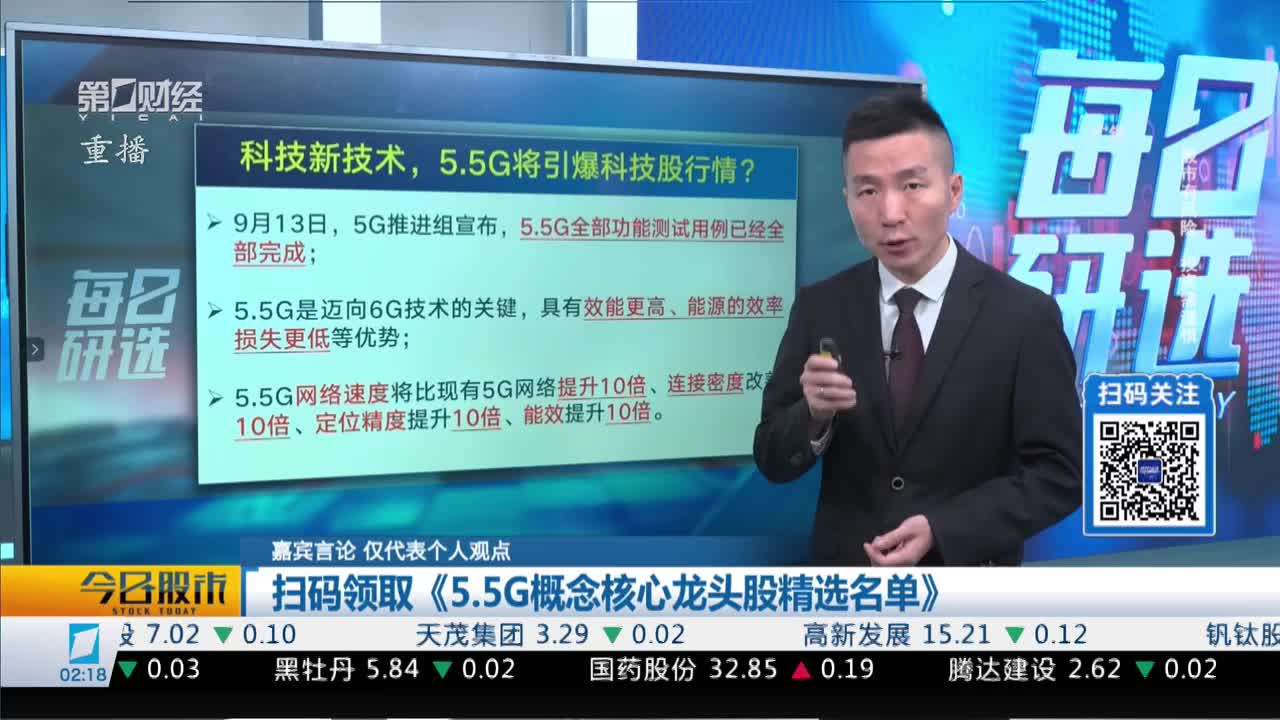 第一财经
YICAI
重播
科技新技术，5.5G将引爆科技股行情？
9月13日，5G推进组宣布，5.5G全部功能测试用例已经全
部完成；
5.5G是迈向6G技术的关键，具有效能更高、能源的效率
损失更低等优势；
5.5G网络速度将比现有5G网络提升10倍、连接密度改
10倍、定位精度提升10倍、能效提升10倍。
每日
研选
每日
研选
扫码关注
嘉宾言论 仅代表个人观点
今日股市
STOCK TODAY
扫码领取《5.5G概念核心龙头股精选名单》
7.02 ▼ 0.10 天茂集团 3.29 ▼ 0.02 高新发展 15.21 ▼ 0.12 钒钛股
02:18
▼ 0.03 黑牡丹 5.84 ▼ 0.02 国药股份 32.85 ▲ 0.19 腾达建设 2.62 ▼ 0.02